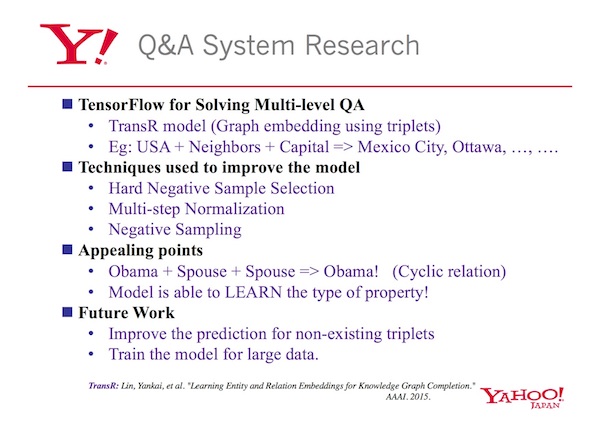 Y! Q&A System Research
TensorFlow for Solving Multi-level QA
• TransR model (Graph embedding using triplets)
• Eg: USA + Neighbors + Capital => Mexico City, Ottawa, …, ….
Techniques used to improve the model
• Hard Negative Sample Selection
• Multi-step Normalization
• Negative Sampling
Appealing points
• Obama + Spouse + Spouse => Obama! (Cyclic relation)
• Model is able to LEARN the type of property!
Future Work
• Improve the prediction for non-existing triplets
• Train the model for large data.
TransR: Lin, Yankai, et al. "Learning Entity and Relation Embeddings for Knowledge Graph Completion."
AAAI. 2015.
YAHOO!
JAPAN